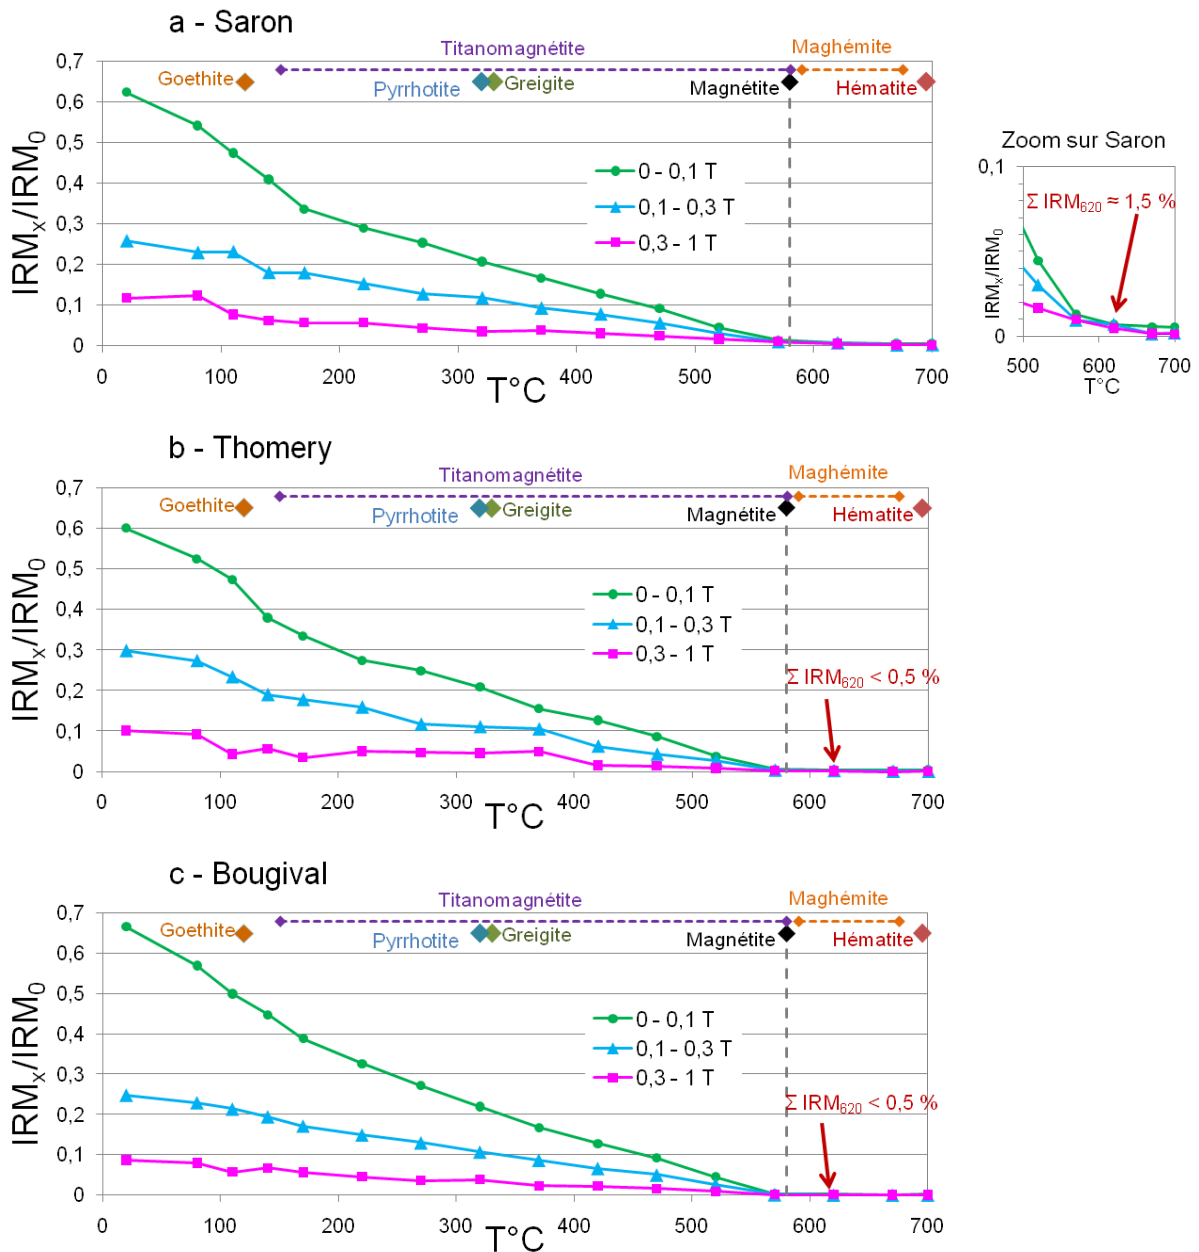 a - Saron
Titanomagnétite
Maghémite
Goethite
Pyrrhotite
Greigite
Magnétite
Hématite
0,7
0,6
0,5
0,4
0,3
0,2
0,1
0
IRMₓ/IRM₀
0 – 0,1 T
0,1 – 0,3 T
0,3 – 1 T
0 100 200 300 400 500 600 700
T°C
Zoom sur Saron
0,1
0
IRMₓ/IRM₀
Σ IRM₆₂₀ ≈ 1,5 %
500 600 700
T°C
b - Thomery
Titanomagnétite
Maghémite
Goethite
Pyrrhotite
Greigite
Magnétite
Hématite
0,7
0,6
0,5
0,4
0,3
0,2
0,1
0
IRMₓ/IRM₀
0 – 0,1 T
0,1 – 0,3 T
0,3 – 1 T
Σ IRM₆₂₀ < 0,5 %
0 100 200 300 400 500 600 700
T°C
c - Bougival
Titanomagnétite
Maghémite
Goethite
Pyrrhotite
Greigite
Magnétite
Hématite
0,7
0,6
0,5
0,4
0,3
0,2
0,1
0
IRMₓ/IRM₀
0 – 0,1 T
0,1 – 0,3 T
0,3 – 1 T
Σ IRM₆₂₀ < 0,5 %
0 100 200 300 400 500 600 700
T°C